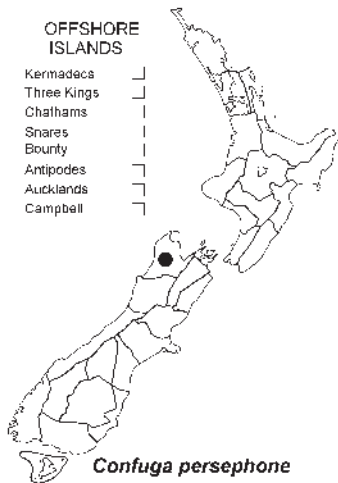 OFFSHORE
ISLANDS
Kermadecs
Three Kings
Chathams
Snares
Bounty
Antipodes
Aucklands
Campbell
Confuga persephone